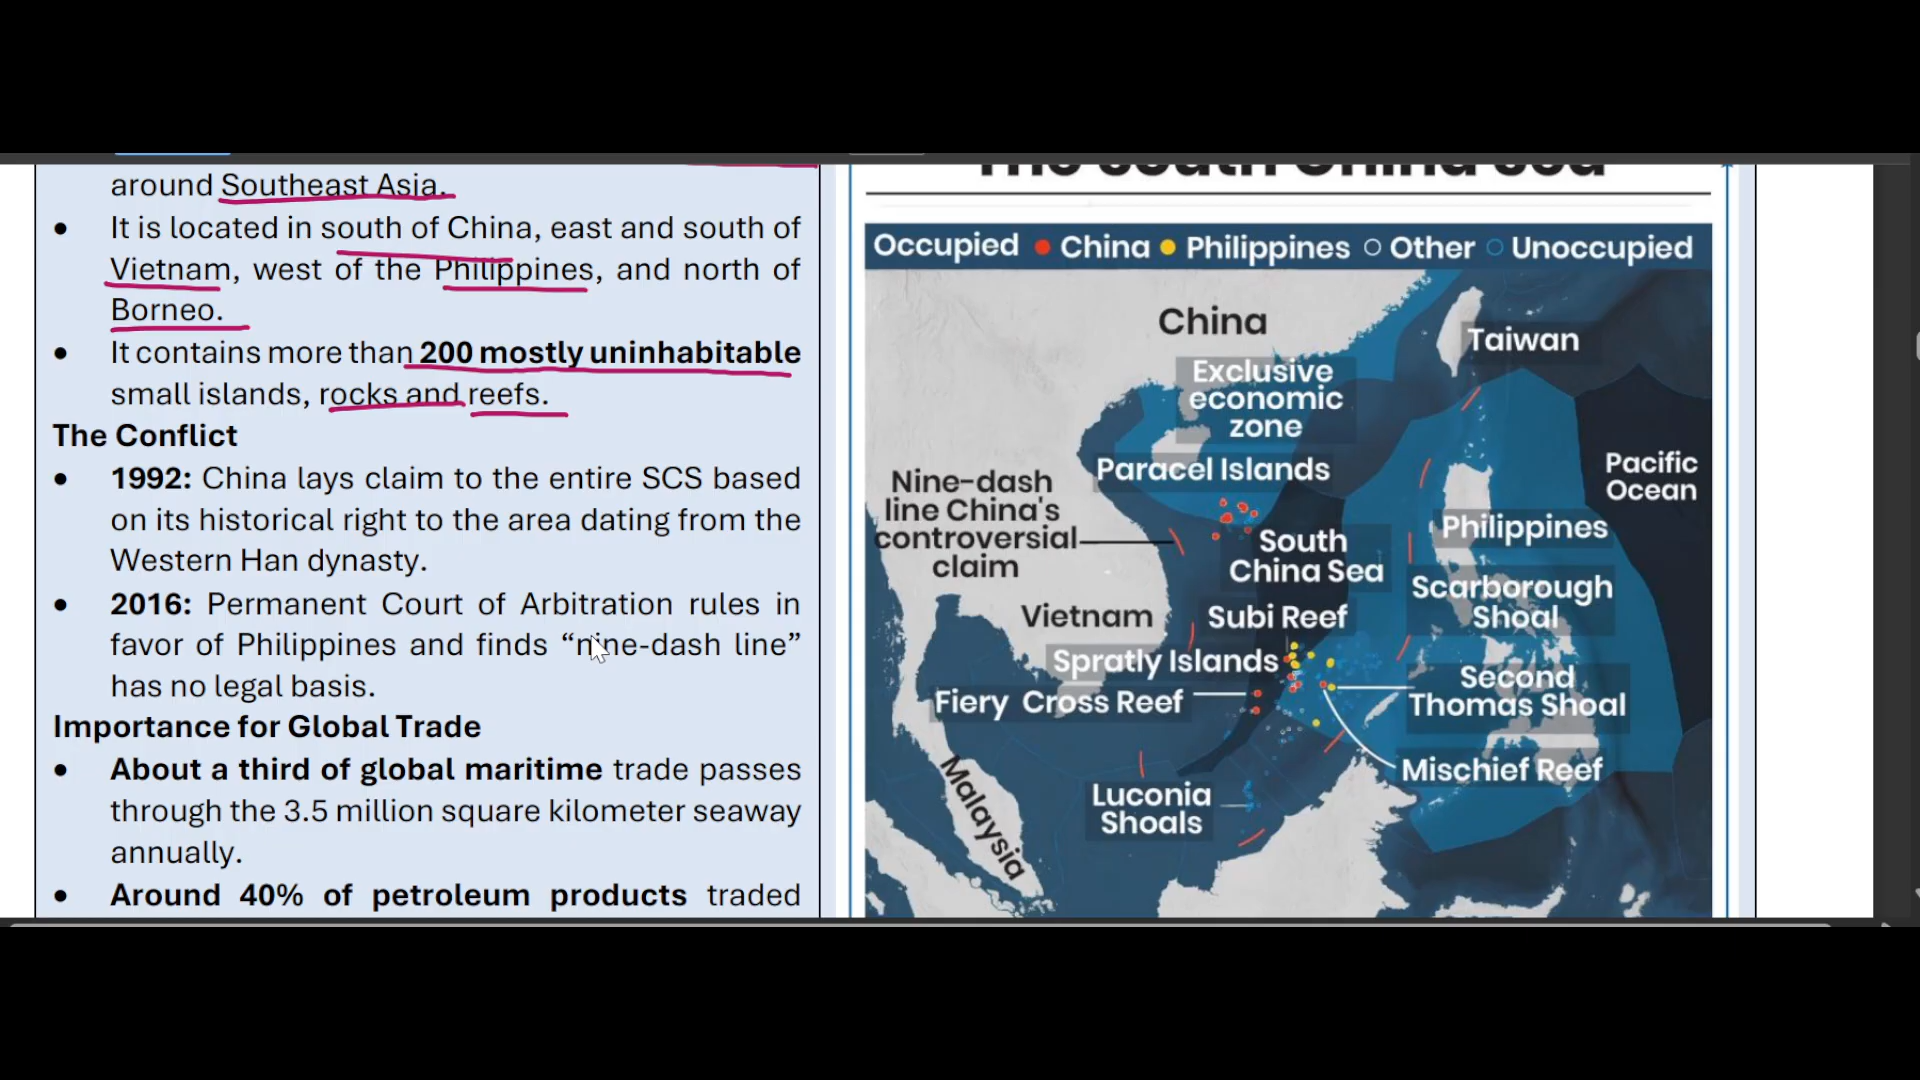 around Southeast Asia.
• It is located in south of China, east and south of
Vietnam, west of the Philippines, and north of
Borneo.
• It contains more than 200 mostly uninhabitable
small islands, rocks and reefs.
The Conflict
• 1992: China lays claim to the entire SCS based
on its historical right to the area dating from the
Western Han dynasty.
• 2016: Permanent Court of Arbitration rules in
favor of Philippines and finds “nine-dash line”
has no legal basis.
Importance for Global Trade
• About a third of global maritime trade passes
through the 3.5 million square kilometer seaway
annually.
• Around 40% of petroleum products traded
The South China Sea
Occupied China Philippines Other Unoccupied
China
Taiwan
Exclusive
economic
zone
Paracel Islands
Pacific
Ocean
Nine-dash
line China's
controversial
claim
South
China Sea
Philippines
Scarborough
Shoal
Vietnam
Subi Reef
Spratly Islands
Second
Thomas Shoal
Fiery Cross Reef
Mischief Reef
Malaysia
Luconia
Shoals